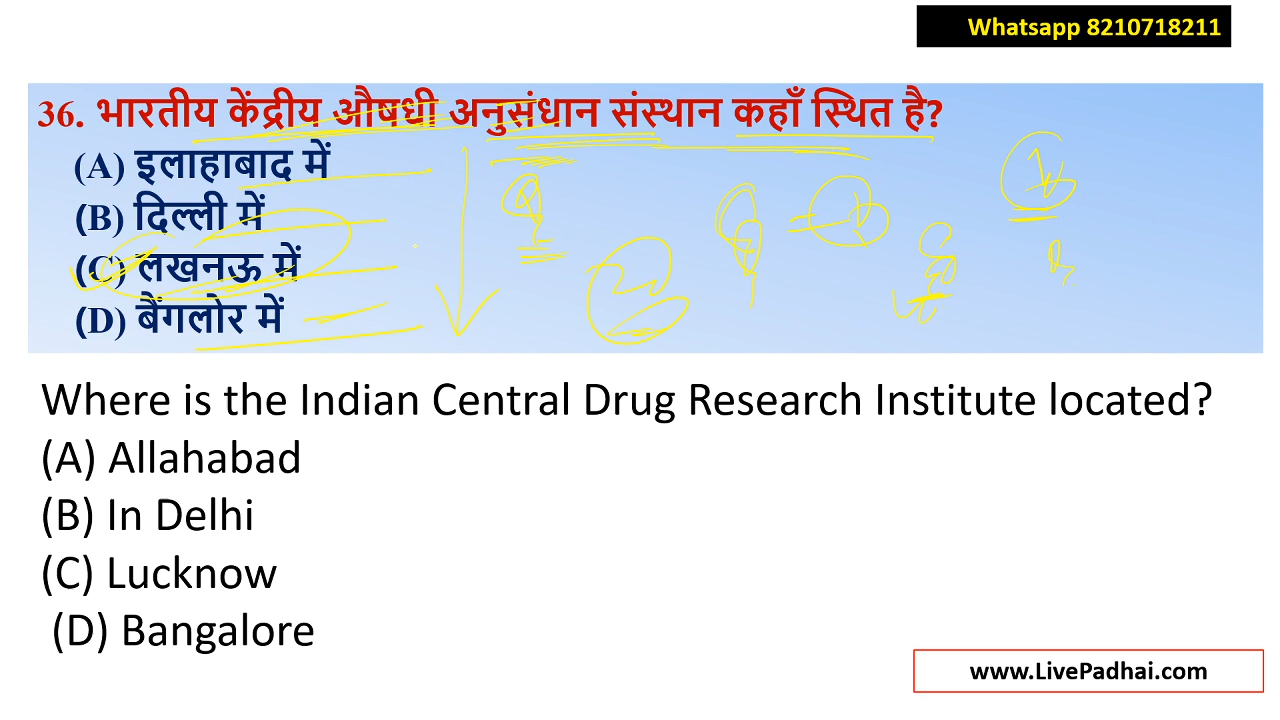 Whatsapp 8210718211
36. भारतीय केंद्रीय औषधी अनुसंधान संस्थान कहाँ स्थित है?
(A) इलाहाबाद में
(B) दिल्ली में
(C) लखनऊ में
(D) बैंगलोर में
Where is the Indian Central Drug Research Institute located?
(A) Allahabad
(B) In Delhi
(C) Lucknow
(D) Bangalore
www.LivePadhai.com